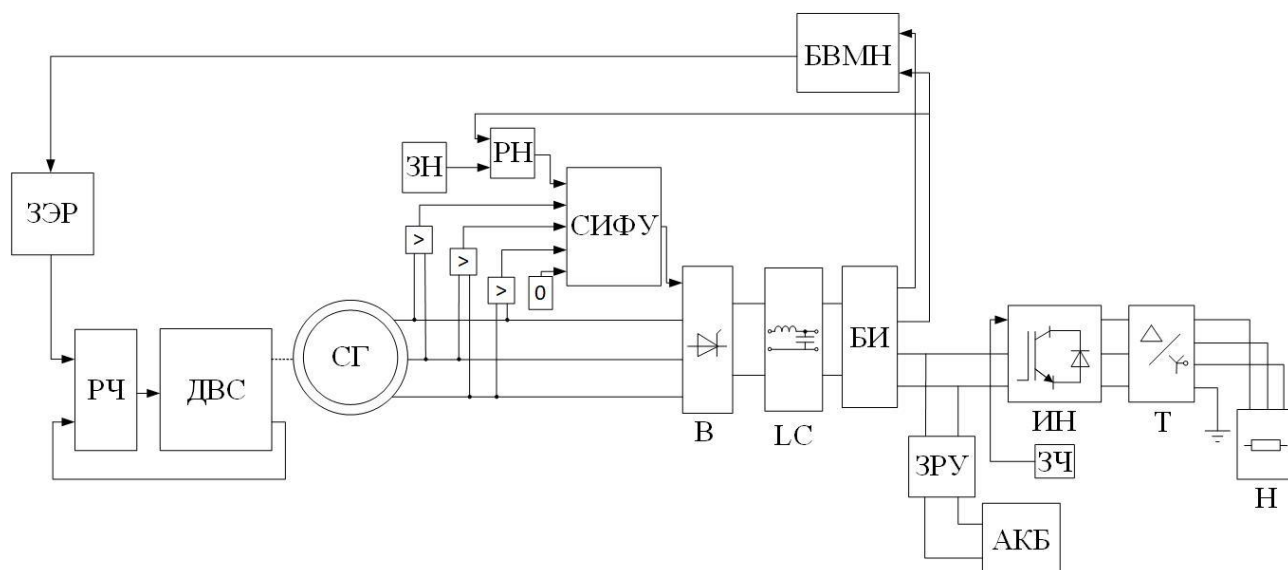 БВМН
ЗН
РН
ЗЭР
СИФУ
>
>
>
0
РЧ
ДВС
СГ
В
LC
БИ
ИН
Т
ЗРУ
ЗЧ
Н
АКБ